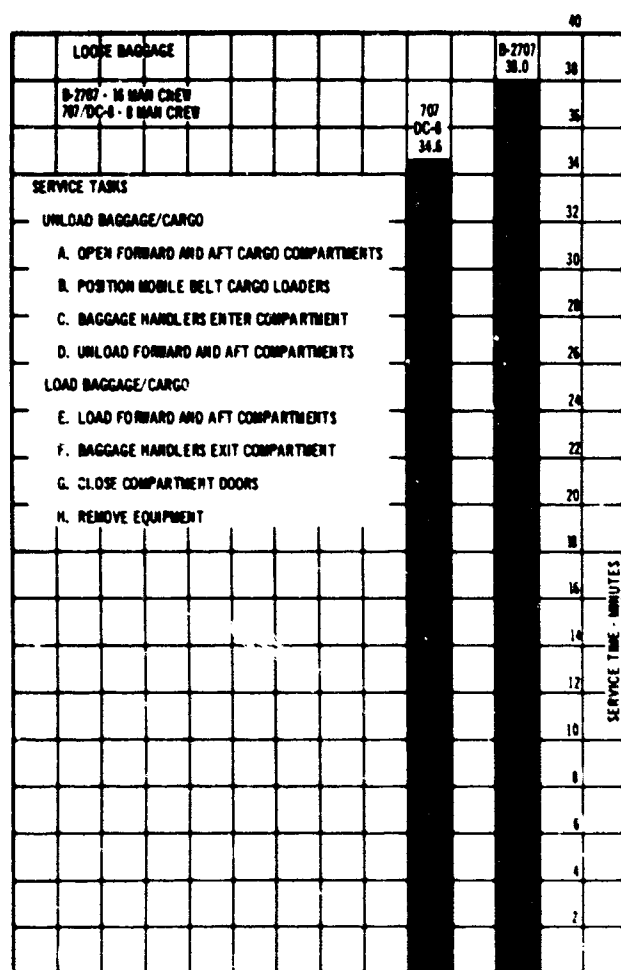 LOOSE BAGGAGE
B-2707 - 16 MAN CREW
707/DC-8 - 8 MAN CREW
SERVICE TASKS
UNLOAD BAGGAGE/CARGO
A. OPEN FORWARD AND AFT CARGO COMPARTMENTS
B. POSITION MOBILE BELT CARGO LOADERS
C. BAGGAGE HANDLERS ENTER COMPARTMENT
D. UNLOAD FORWARD AND AFT COMPARTMENTS
LOAD BAGGAGE/CARGO
E. LOAD FORWARD AND AFT COMPARTMENTS
F. BAGGAGE HANDLERS EXIT COMPARTMENT
G. CLOSE COMPARTMENT DOORS
H. REMOVE EQUIPMENT
707
DC-8
34.6
B-2707
38.0
40
38
36
34
32
30
28
26
24
22
20
18
16
14
12
10
8
6
4
2
SERVICE TIME - MINUTES